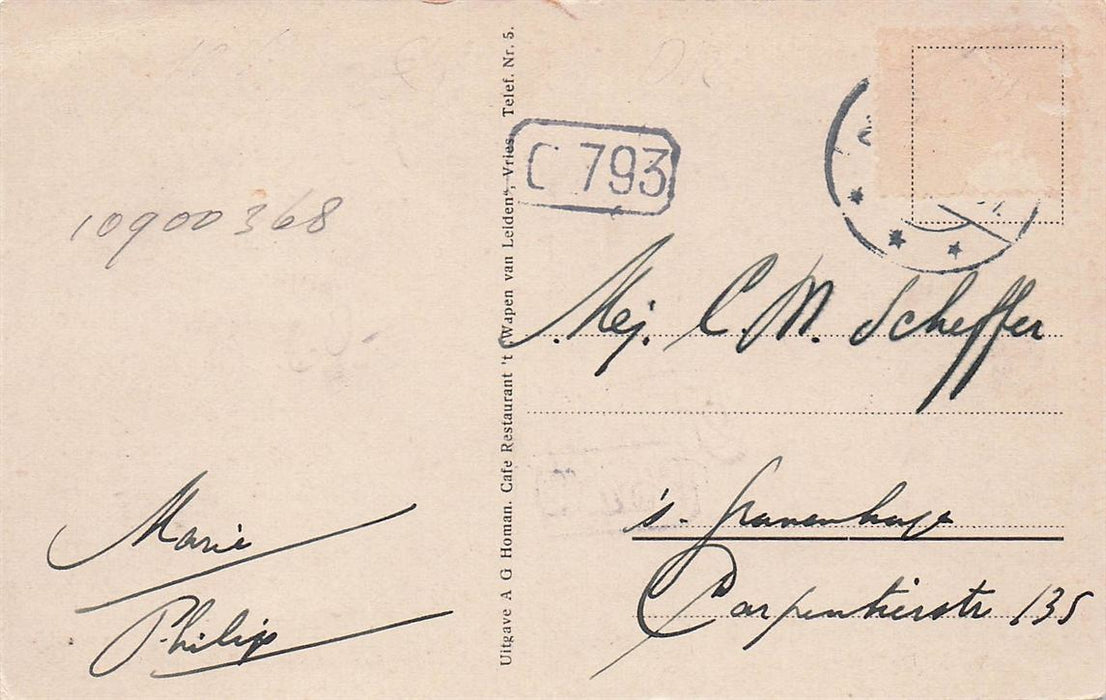 10900368
Marie
Philip
Uitgave A G Homan. Cafe Restaurant 't „Wapen van Leiden“, Vries. Telef. Nr. 5.
C 793
Mej. C. M. Scheffer
's-Gravenhage
Carpentierstr 135